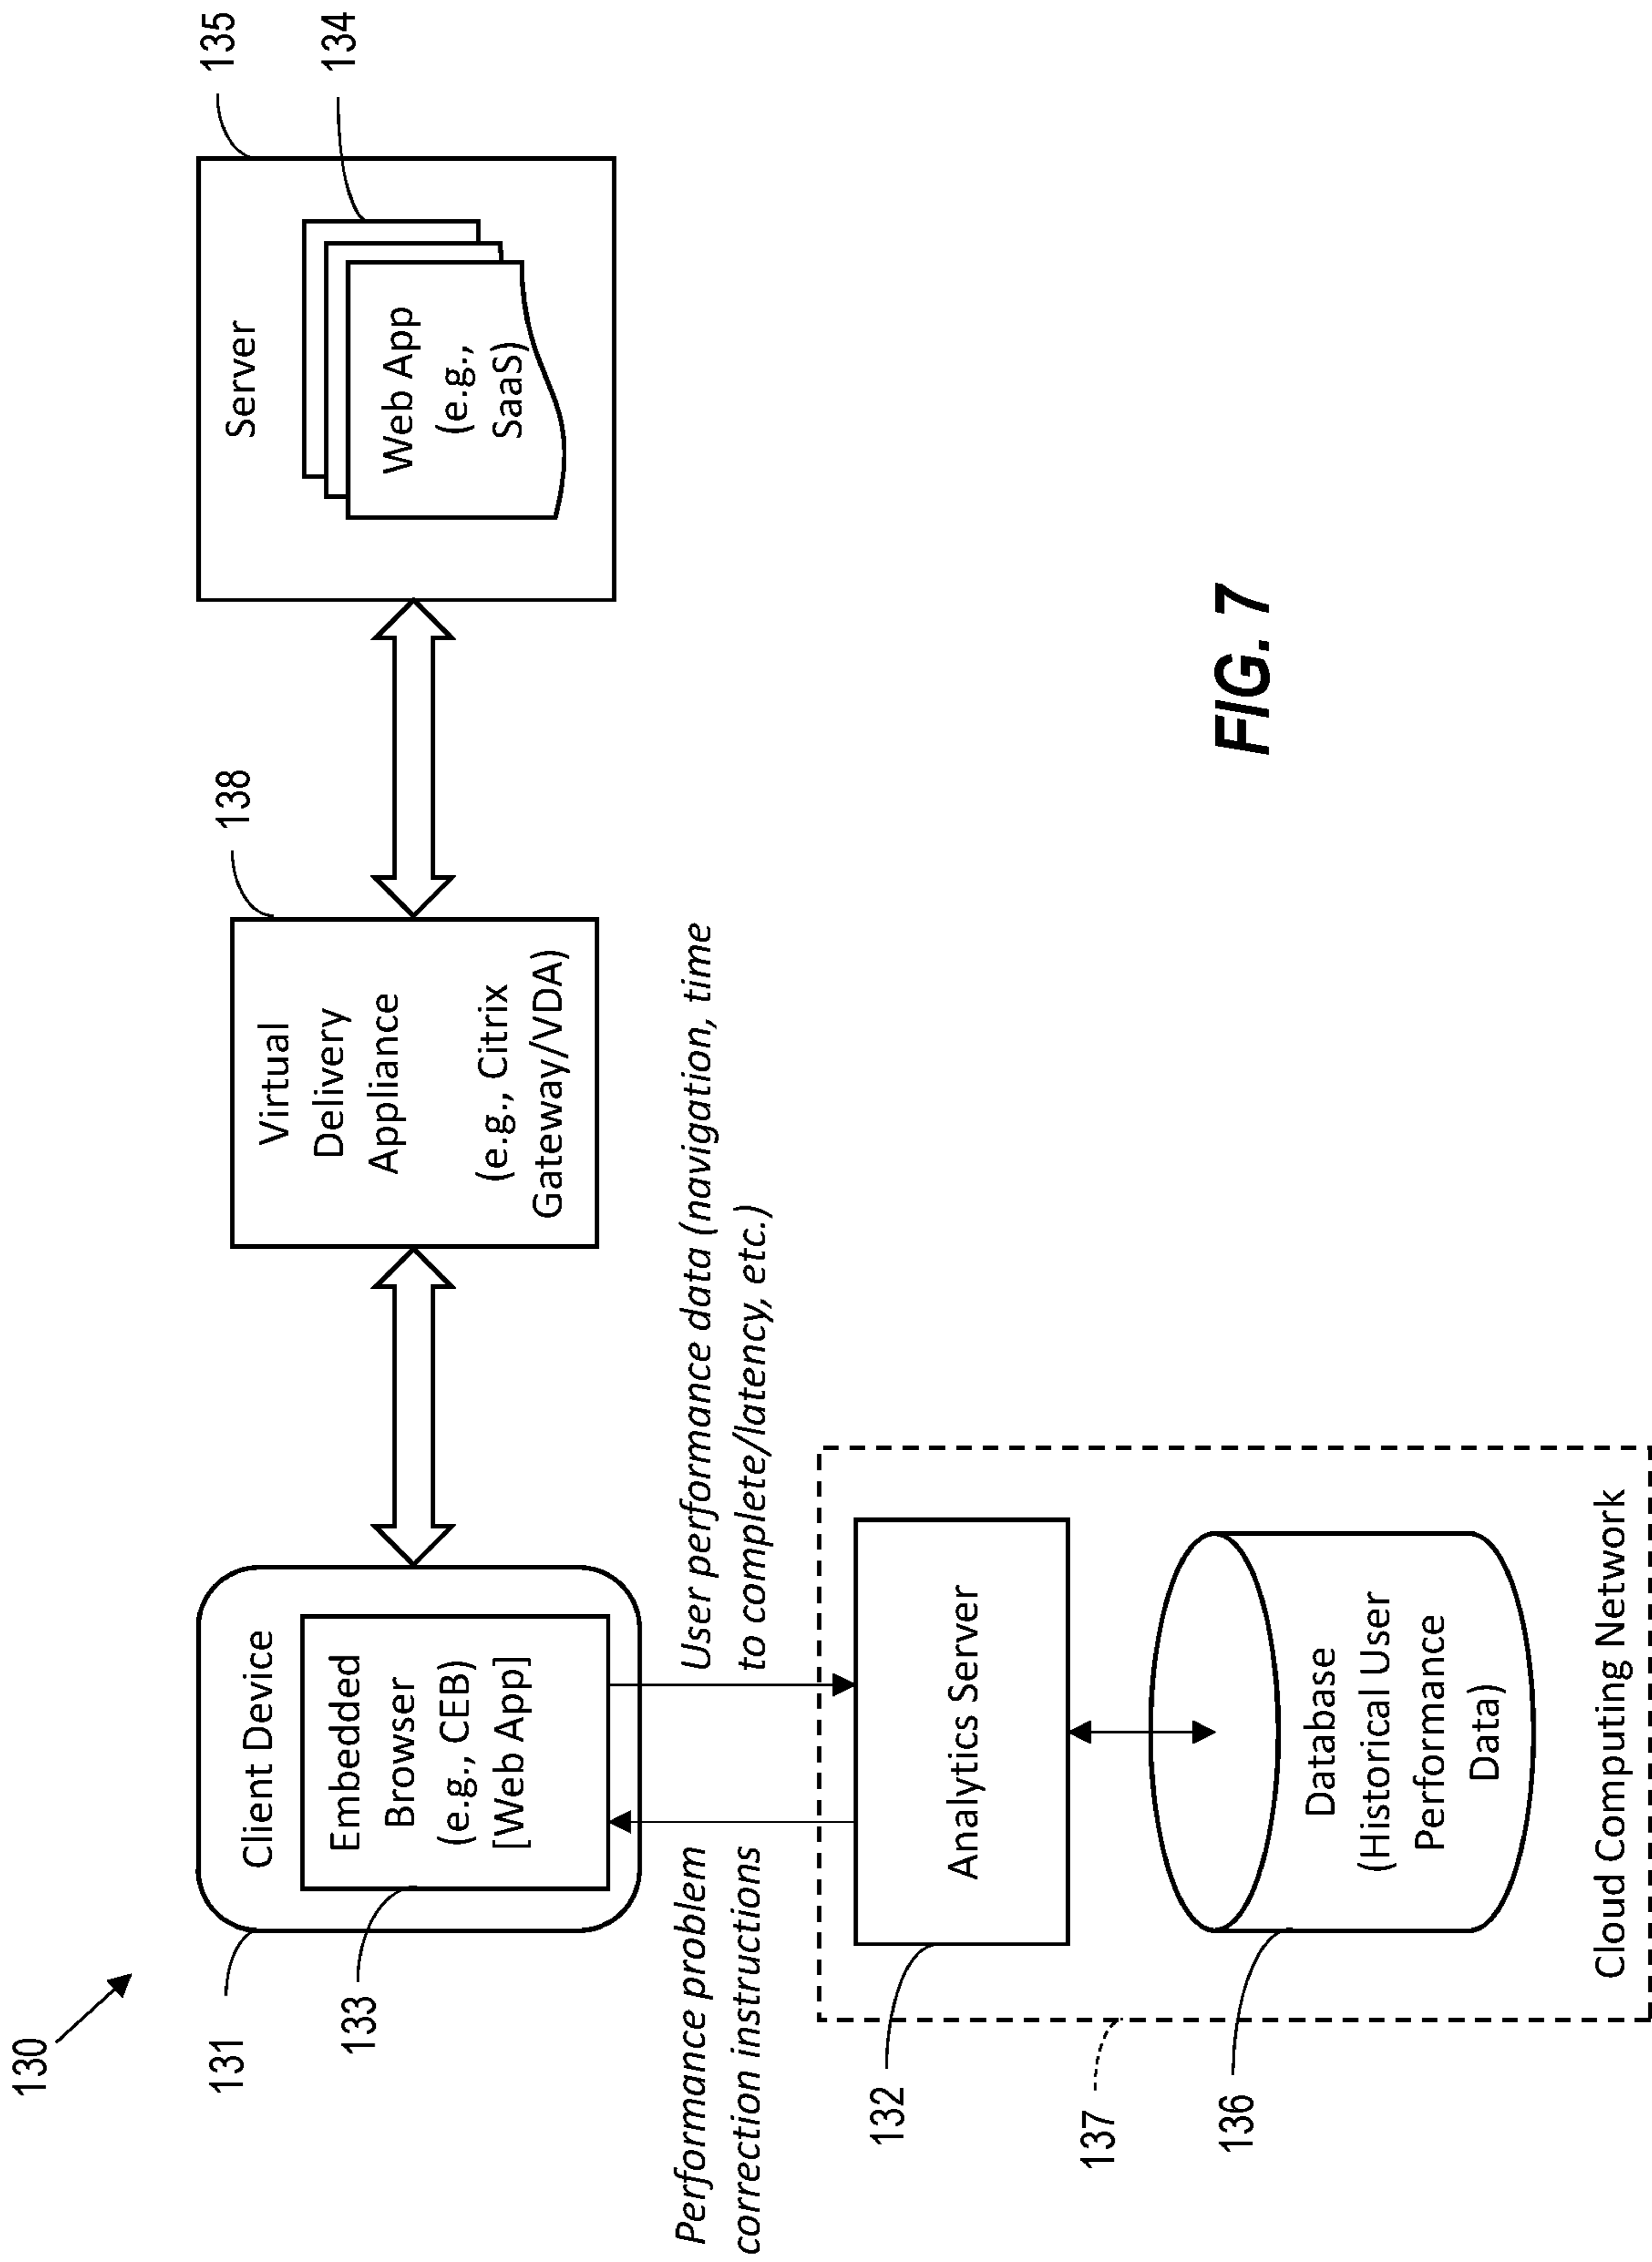 130
131
Client Device
133
Embedded
Browser
(e.g., CEB)
[Web App]
138
Virtual
Delivery
Appliance
(e.g., Citrix
Gateway/VDA)
135
Server
134
Web App
(e.g.,
SaaS)
Performance problem
correction instructions
User performance data (navigation, time
to complete/latency, etc.)
132
Analytics Server
137
136
Database
(Historical User
Performance
Data)
Cloud Computing Network
FIG. 7